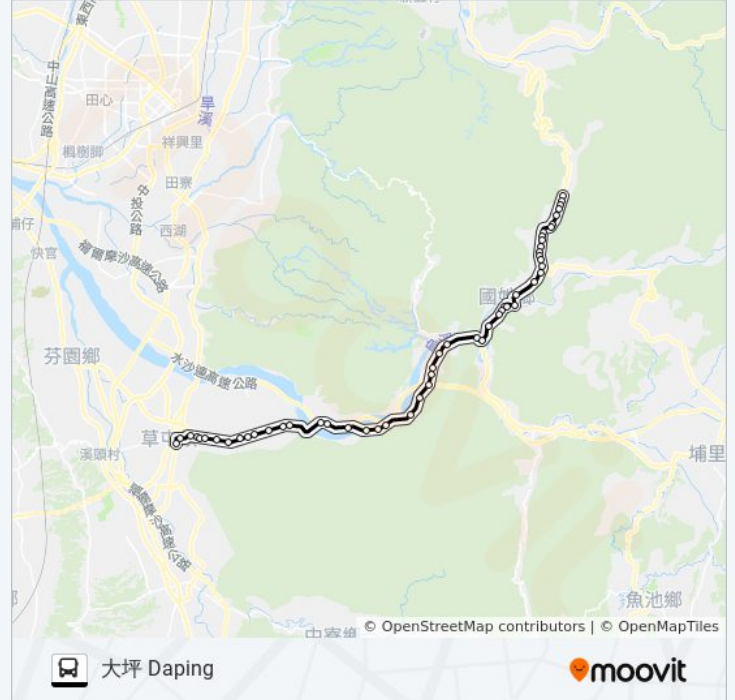 中山高速公路
田心
旱溪
祥興里
楓樹腳
田寮
中投公路
西湖
快官
福爾摩沙高速公路
國姓鄉
芬園鄉
水沙連高速公路
草屯
溪頭村
埔里
福爾摩沙高速公路
魚池鄉
中寮鄉
© OpenStreetMap contributors | © OpenMapTiles
大坪 Daping
moovit